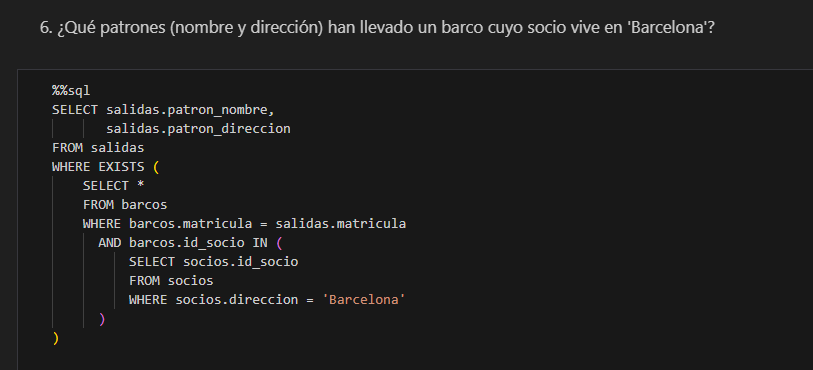 6. ¿Qué patrones (nombre y dirección) han llevado un barco cuyo socio vive en 'Barcelona'?
%%sql
SELECT salidas.patron_nombre,
salidas.patron_direccion
FROM salidas
WHERE EXISTS (
SELECT *
FROM barcos
WHERE barcos.matricula = salidas.matricula
AND barcos.id_socio IN (
SELECT socios.id_socio
FROM socios
WHERE socios.direccion = 'Barcelona'
)
)